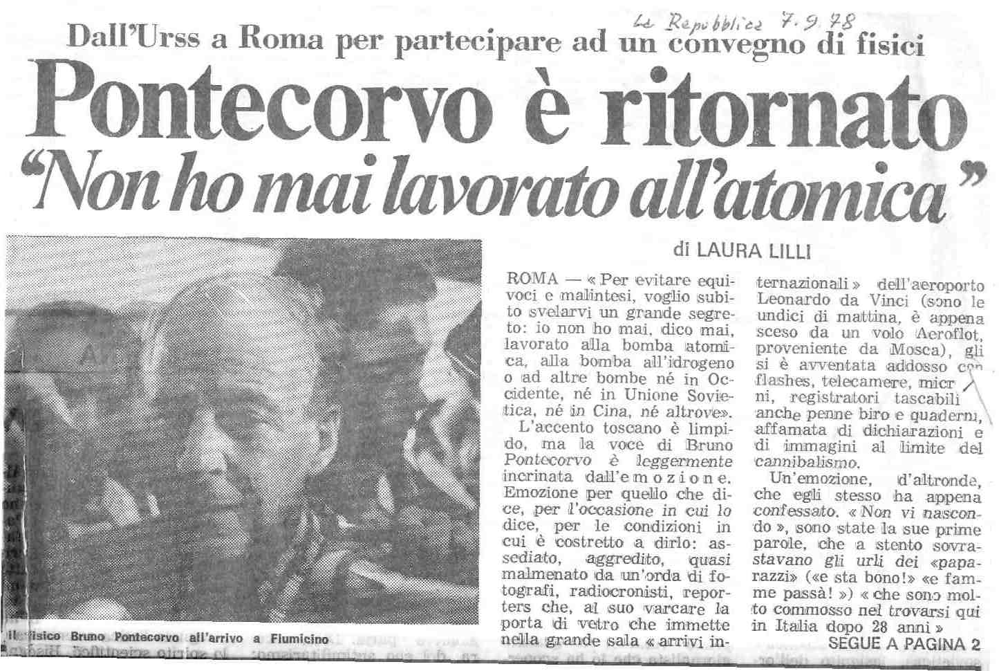 La Repubblica 7.9.78
Dall'Urss a Roma per partecipare ad un convegno di fisici
Pontecorvo è ritornato
“Non ho mai lavorato all'atomica”
di LAURA LILLI
ROMA — « Per evitare equi-
voci e malintesi, voglio subi-
to svelarvi un grande segre-
to: io non ho mai, dico mai,
lavorato alla bomba atomi-
ca, alla bomba all'idrogeno
o ad altre bombe né in Oc-
cidente, né in Unione Sovie-
tica, né in Cina, né altrove».
L'accento toscano è limpi-
do, ma la voce di Bruno
Pontecorvo è leggermente
incrinata dall'emozione.
Emozione per quello che di-
ce, per l'occasione in cui lo
dice, per le condizioni in
cui è costretto a dirlo: as-
sediato, aggredito, quasi
malmenato da un'orda di fo-
tografi, radiocronisti, repor-
ters che, al suo varcare la
porta di vetro che immette
nella grande sala « arrivi in-
ternazionali » dell'aeroporto
Leonardo da Vinci (sono le
undici di mattina, è appena
sceso da un volo Aeroflot,
proveniente da Mosca), gli
si è avventata addosso con
flashes, telecamere, micr
ni, registratori tascabili
anche penne biro e quaderni,
affamata di dichiarazioni e
di immagini al limite del
cannibalismo.
Un'emozione, d'altronde,
che egli stesso ha appena
confessato. « Non vi nascon-
do », sono state la sue prime
parole, che a stento sovra-
stavano gli urli dei «papa-
razzi» («e sta bono!» «e fam-
me passà! ») « che sono mol-
to commosso nel trovarsi qui
in Italia dopo 28 anni »
SEGUE A PAGINA 2
il fisico Bruno Pontecorvo all'arrivo a Fiumicino